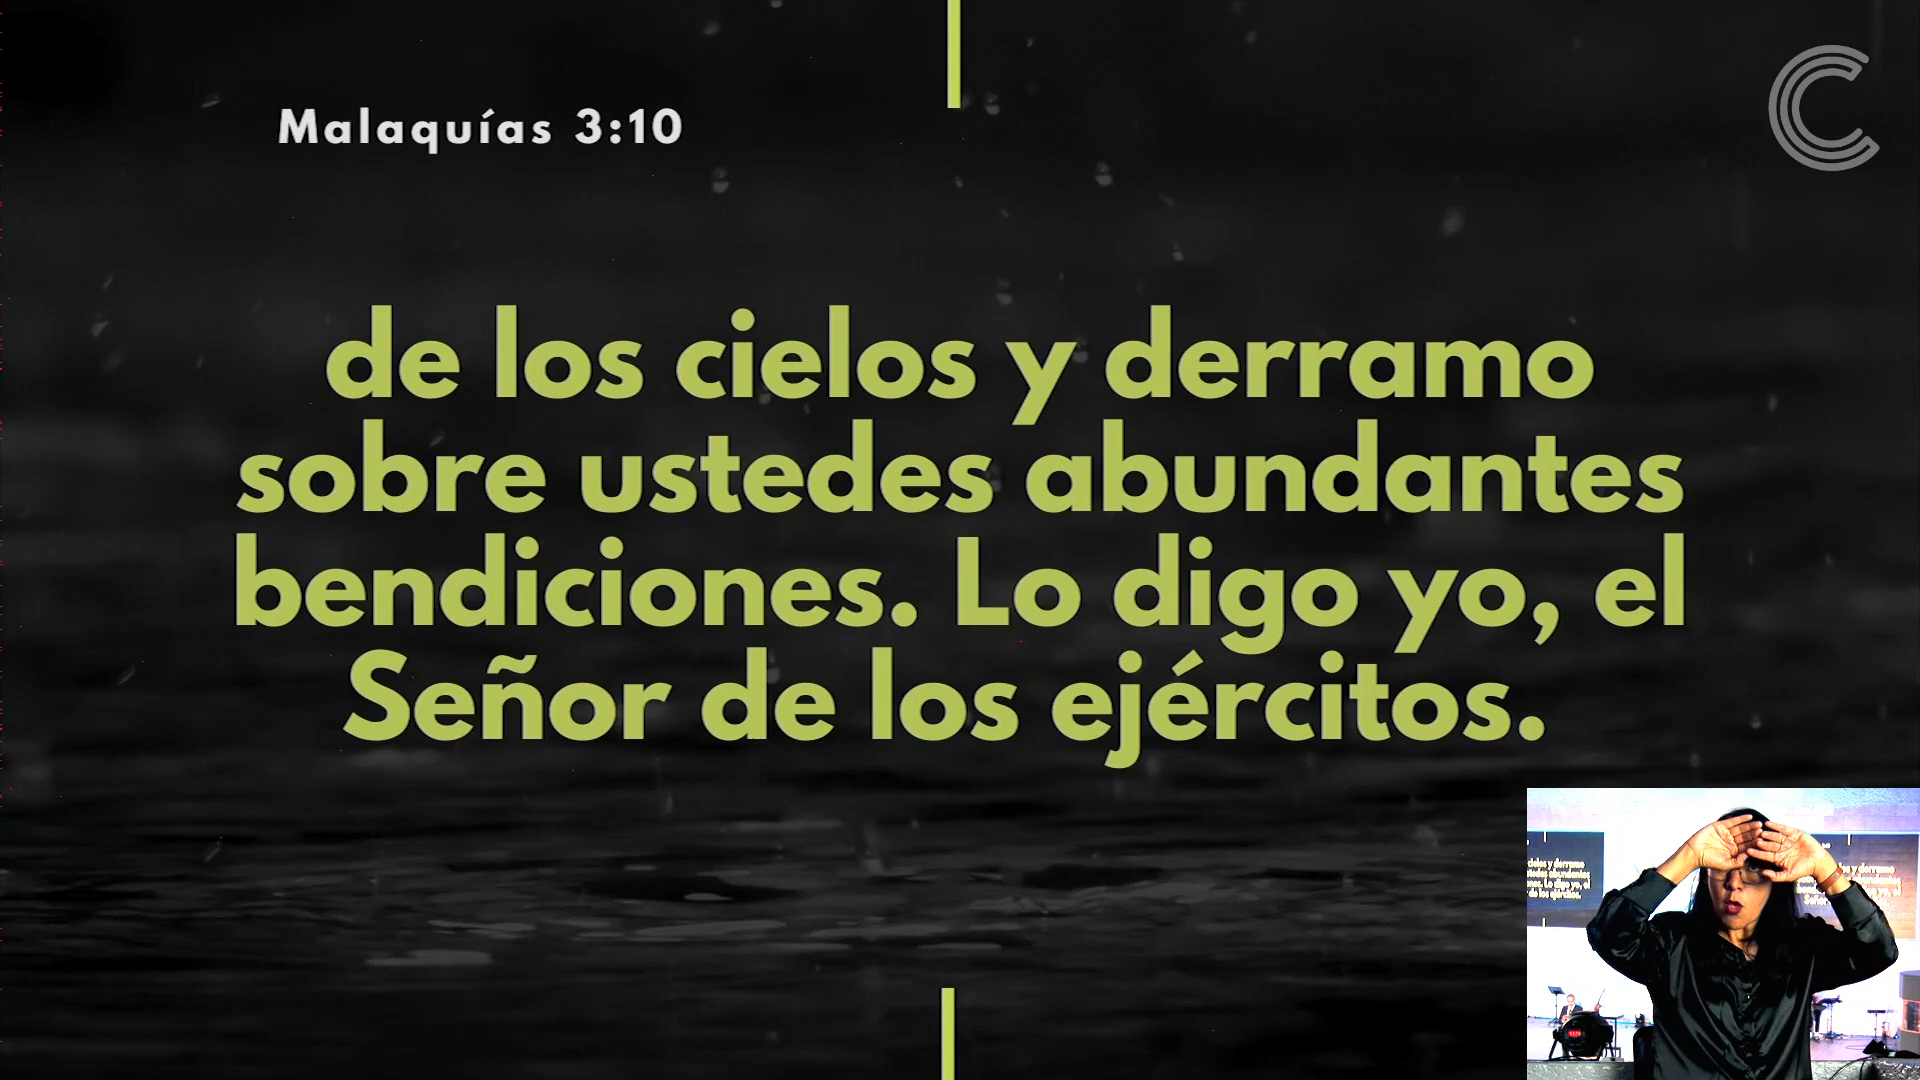 Malaquías 3:10
de los cielos y derramo
sobre ustedes abundantes
bendiciones. Lo digo yo, el
Señor de los ejércitos.